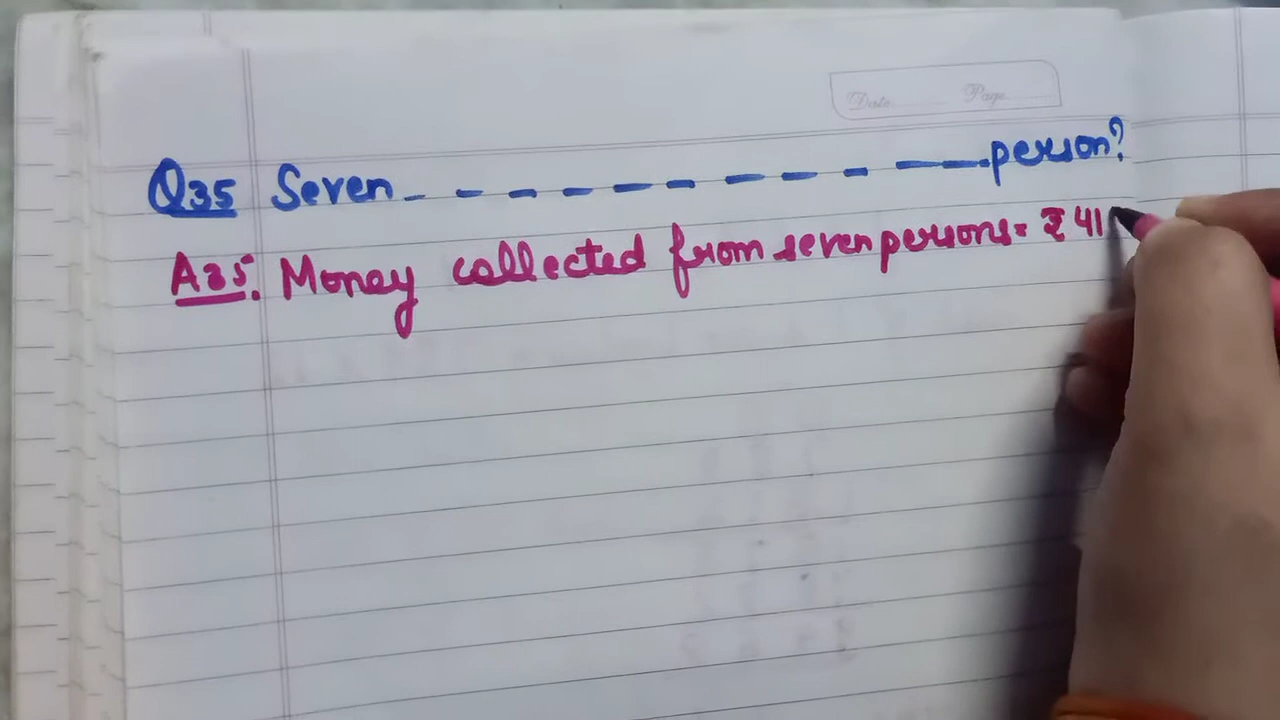 Date Page
Q35 Seven - - - - - - - - - - person?
A35. Money collected from seven persons = ₹ 41